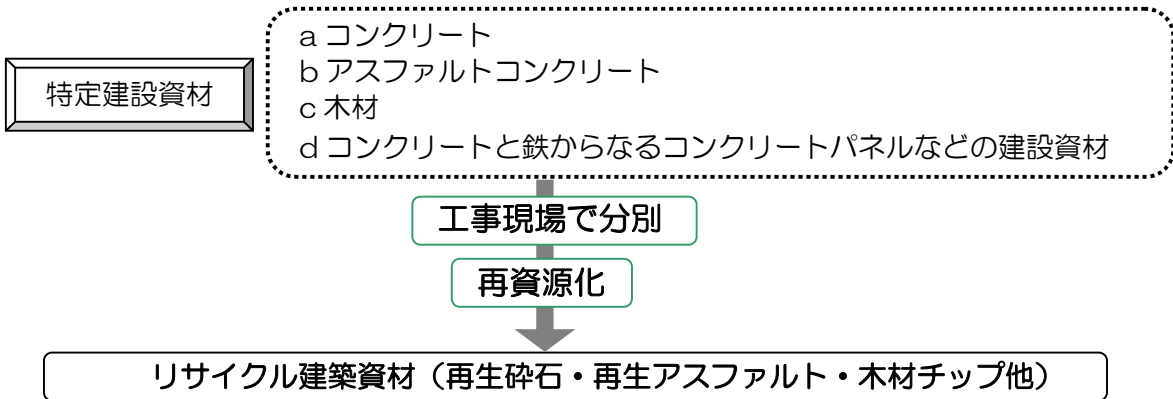 特定建設資材
a コンクリート
b アスファルトコンクリート
c 木材
d コンクリートと鉄からなるコンクリートパネルなどの建設資材
工事現場で分別
再資源化
リサイクル建築資材（再生砕石・再生アスファルト・木材チップ他）